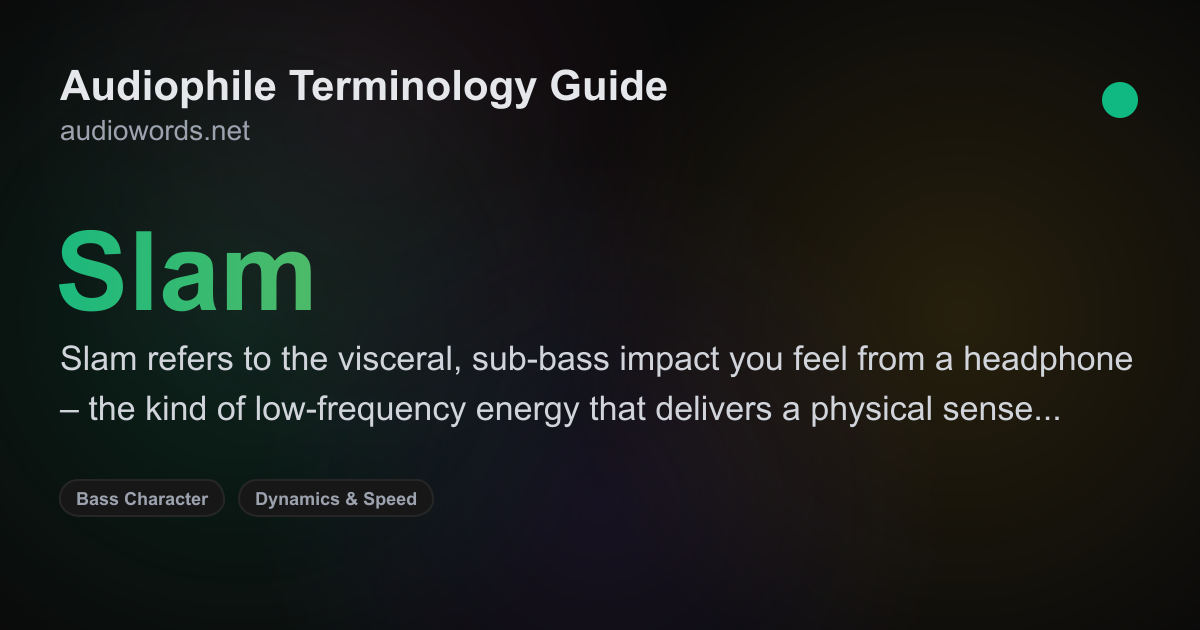 Audiophile Terminology Guide
audiowords.net
Slam
Slam refers to the visceral, sub-bass impact you feel from a headphone
– the kind of low-frequency energy that delivers a physical sense...
Bass Character
Dynamics & Speed